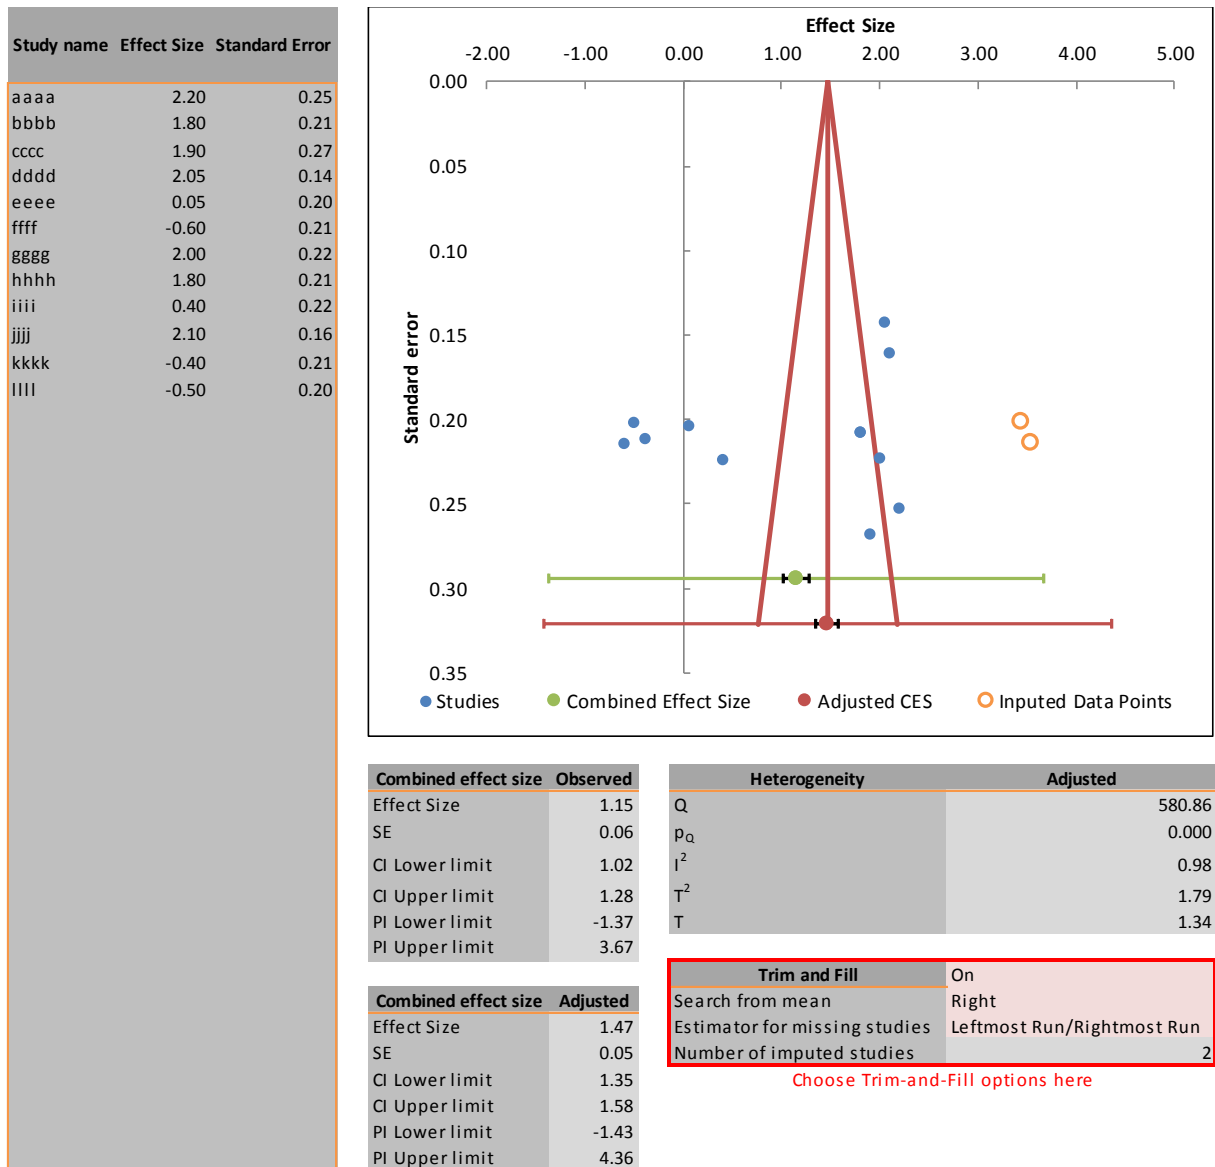 Study name Effect Size Standard Error
aaaa 2.20 0.25
bbbb 1.80 0.21
cccc 1.90 0.27
dddd 2.05 0.14
eeee 0.05 0.20
ffff -0.60 0.21
gggg 2.00 0.22
hhhh 1.80 0.21
iiii 0.40 0.22
jjjj 2.10 0.16
kkkk -0.40 0.21
llll -0.50 0.20
Effect Size
-2.00 -1.00 0.00 1.00 2.00 3.00 4.00 5.00
0.00
0.05
0.10
0.15
0.20
0.25
0.30
0.35
Standard error
Studies Combined Effect Size Adjusted CES Inputed Data Points
Combined effect size Observed
Effect Size 1.15
SE 0.06
CI Lower limit 1.02
CI Upper limit 1.28
PI Lower limit -1.37
PI Upper limit 3.67
Heterogeneity Adjusted
Q 580.86
pQ 0.000
I2 0.98
T2 1.79
T 1.34
Combined effect size Adjusted
Effect Size 1.47
SE 0.05
CI Lower limit 1.35
CI Upper limit 1.58
PI Lower limit -1.43
PI Upper limit 4.36
Trim and Fill On
Search from mean Right
Estimator for missing studies Leftmost Run/Rightmost Run
Number of imputed studies 2
Choose Trim-and-Fill options here